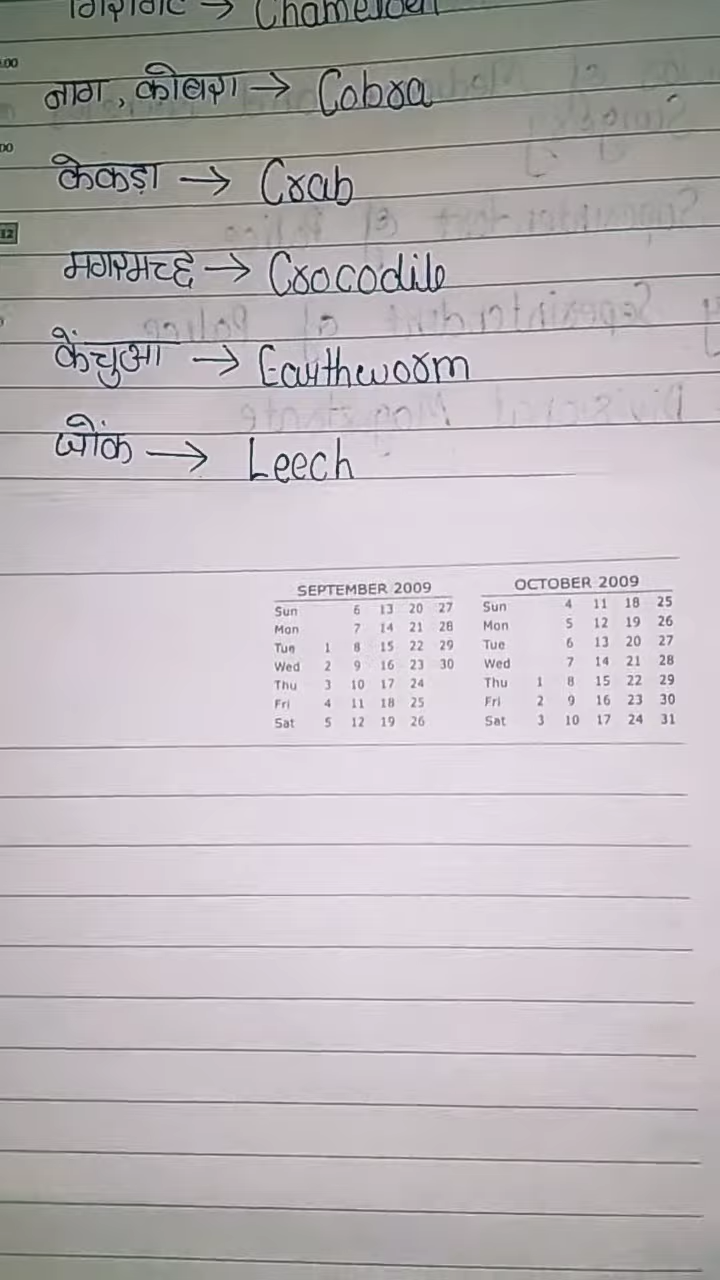 गिरगिट → Chameleon
.00
नाग, कोबरा → Cobra
00
केकड़ा → Crab
12
मगरमच्छ → Crocodile
केंचुआ → Earthworm
जोंक → Leech
SEPTEMBER 2009
Sun 6 13 20 27
Mon 7 14 21 28
Tue 1 8 15 22 29
Wed 2 9 16 23 30
Thu 3 10 17 24
Fri 4 11 18 25
Sat 5 12 19 26
OCTOBER 2009
Sun 4 11 18 25
Mon 5 12 19 26
Tue 6 13 20 27
Wed 7 14 21 28
Thu 1 8 15 22 29
Fri 2 9 16 23 30
Sat 3 10 17 24 31